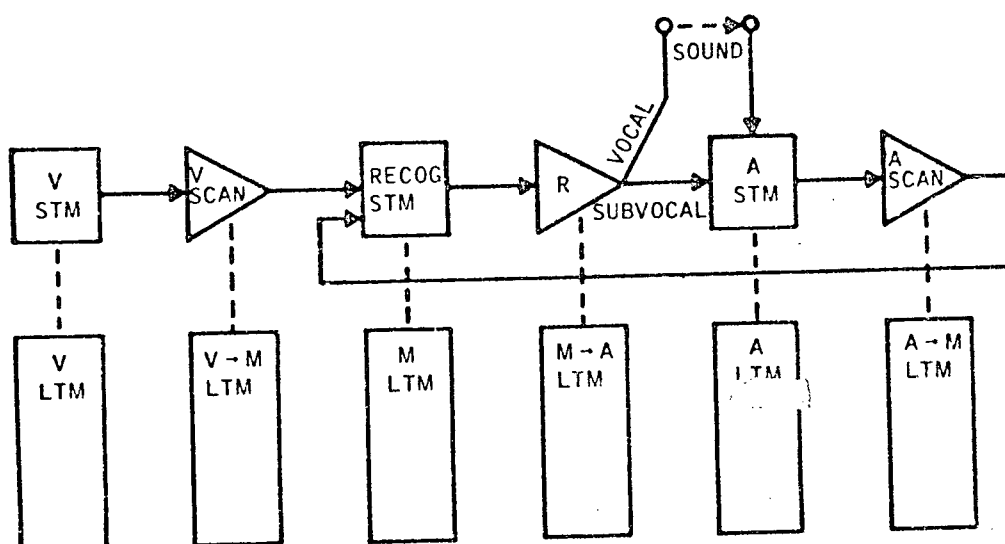 SOUND
VOCAL
V
STM
V
SCAN
RECOG
STM
R
SUBVOCAL
A
STM
A
SCAN
V
LTM
V→M
LTM
M
LTM
M→A
LTM
A
LTM
A→M
LTM